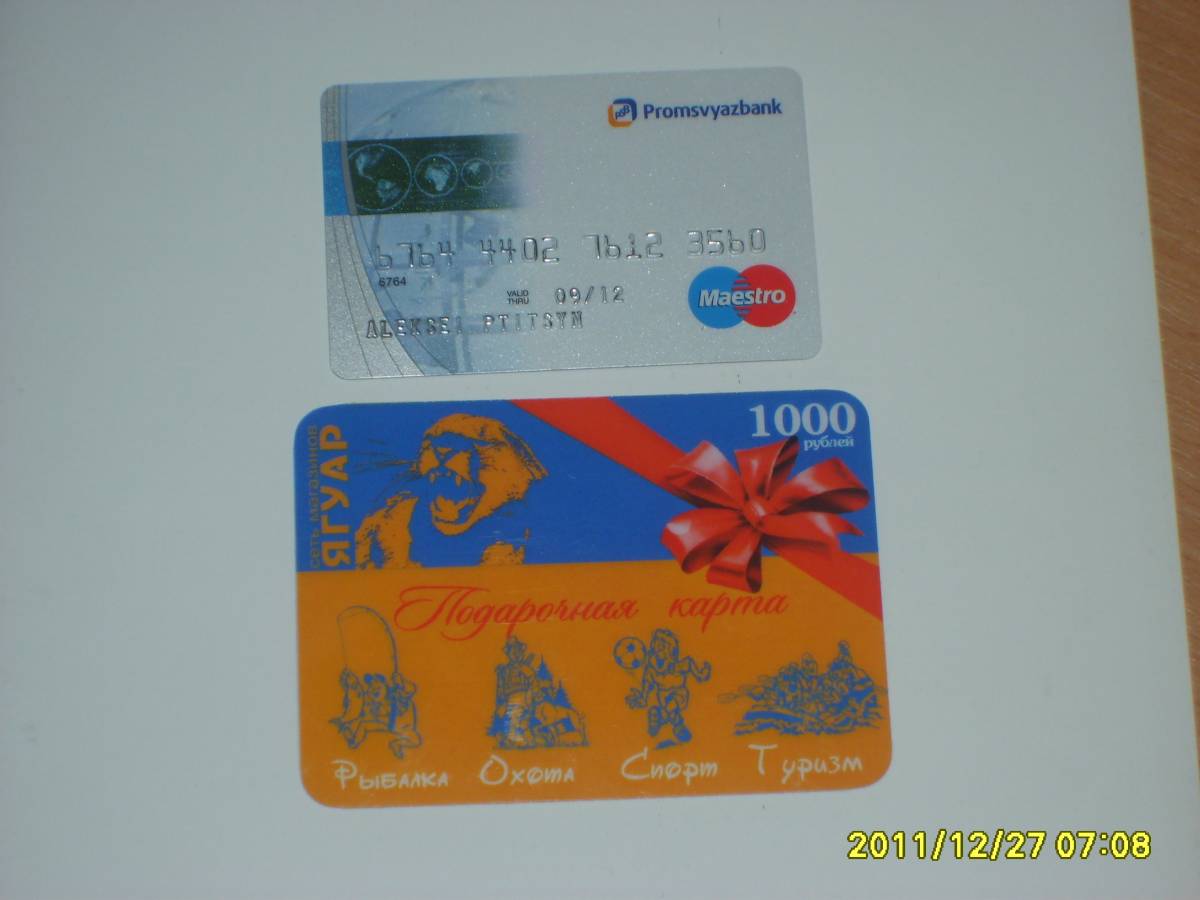 PSB Promsvyazbank
6764 4402 7612 3560
6764
VALID THRU 09/12
Maestro
ALEKSEI PTITSYN
1000
рублей
сеть магазинов
ЯГУАР
Подарочная карта
Рыбалка Охота Спорт Туризм
2011/12/27 07:08